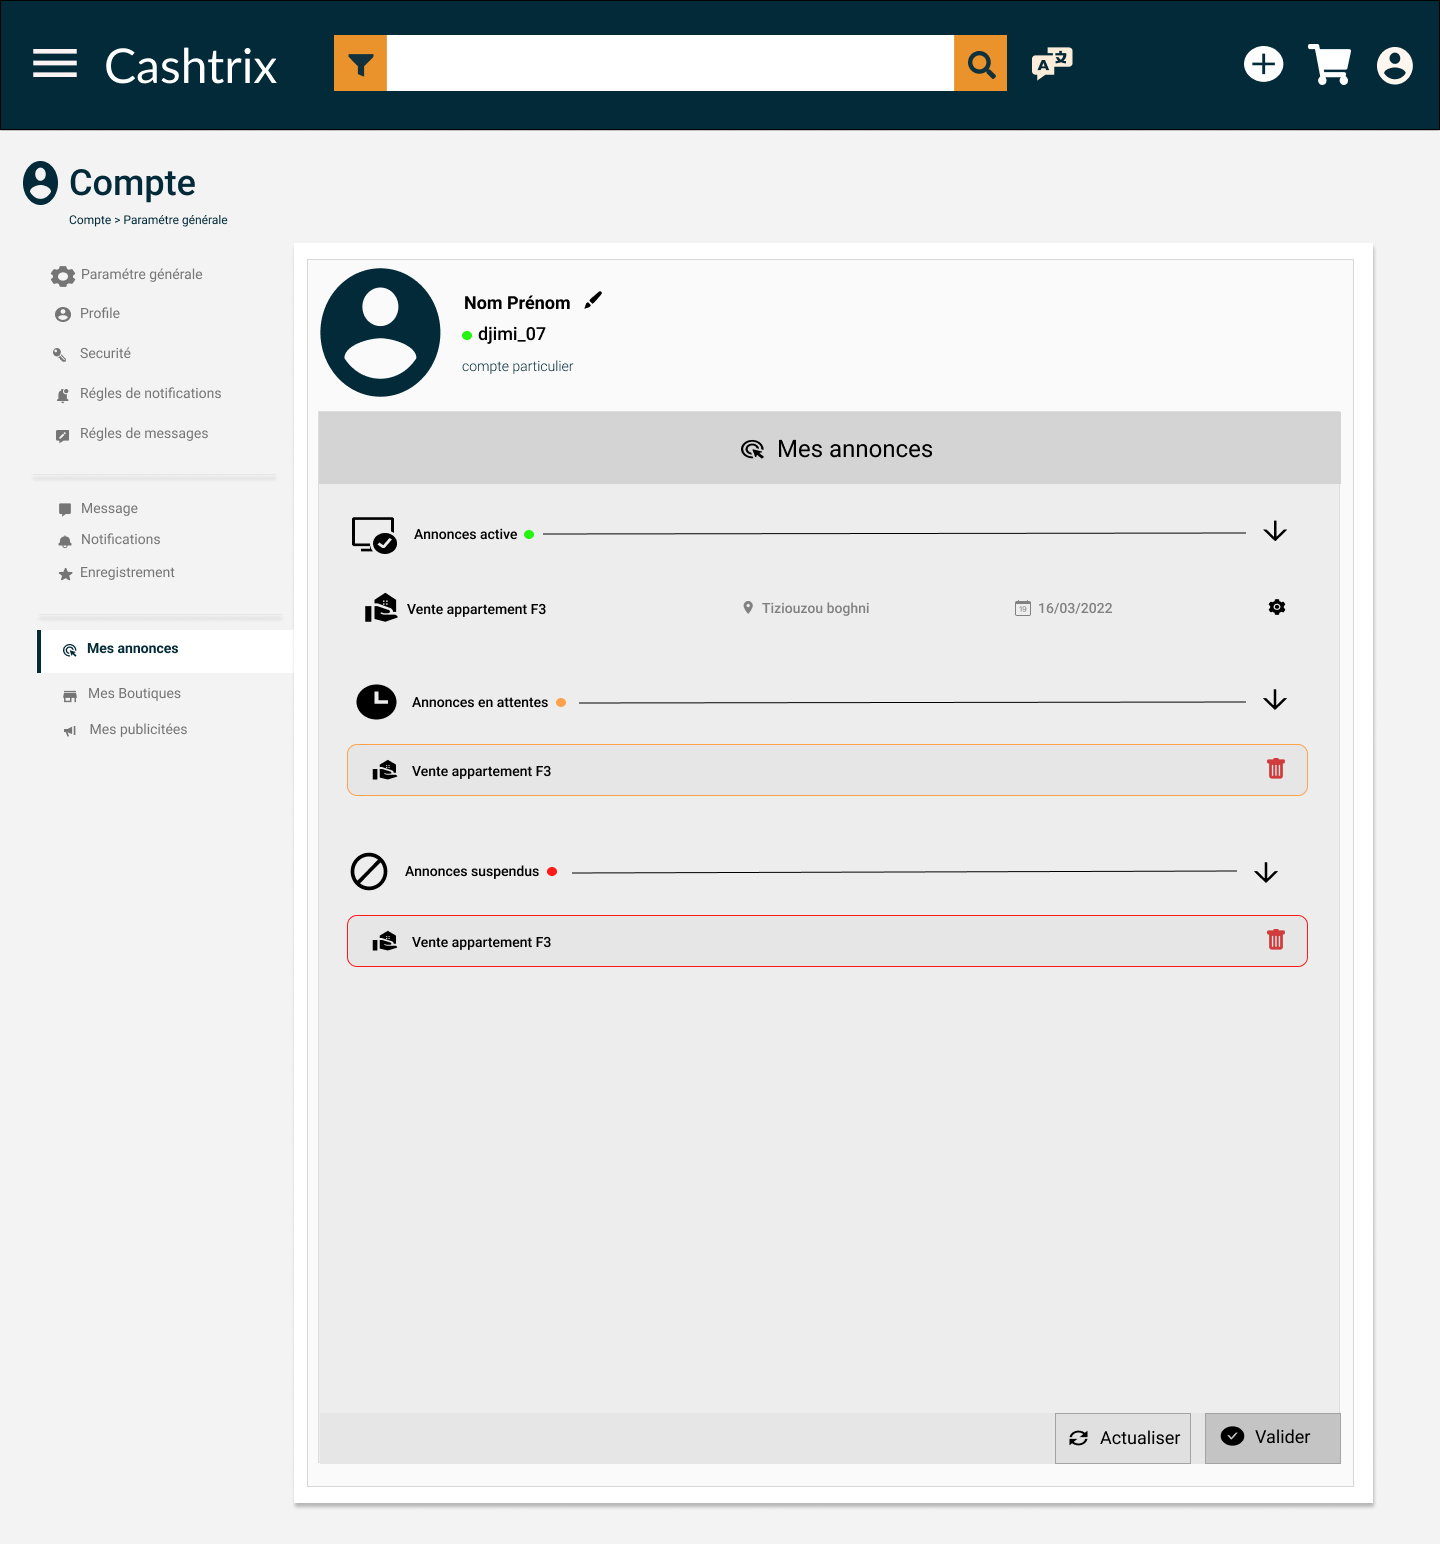 Cashtrix
A 文
Compte
Compte > Paramétre générale
Paramétre générale
Profile
Securité
Régles de notifications
Régles de messages
Message
Notifications
Enregistrement
Mes annonces
Mes Boutiques
Mes publicitées
Nom Prénom
djimi_07
compte particulier
Mes annonces
Annonces active
Vente appartement F3
Tiziouzou boghni
19
16/03/2022
Annonces en attentes
Vente appartement F3
Annonces suspendus
Vente appartement F3
Actualiser
Valider